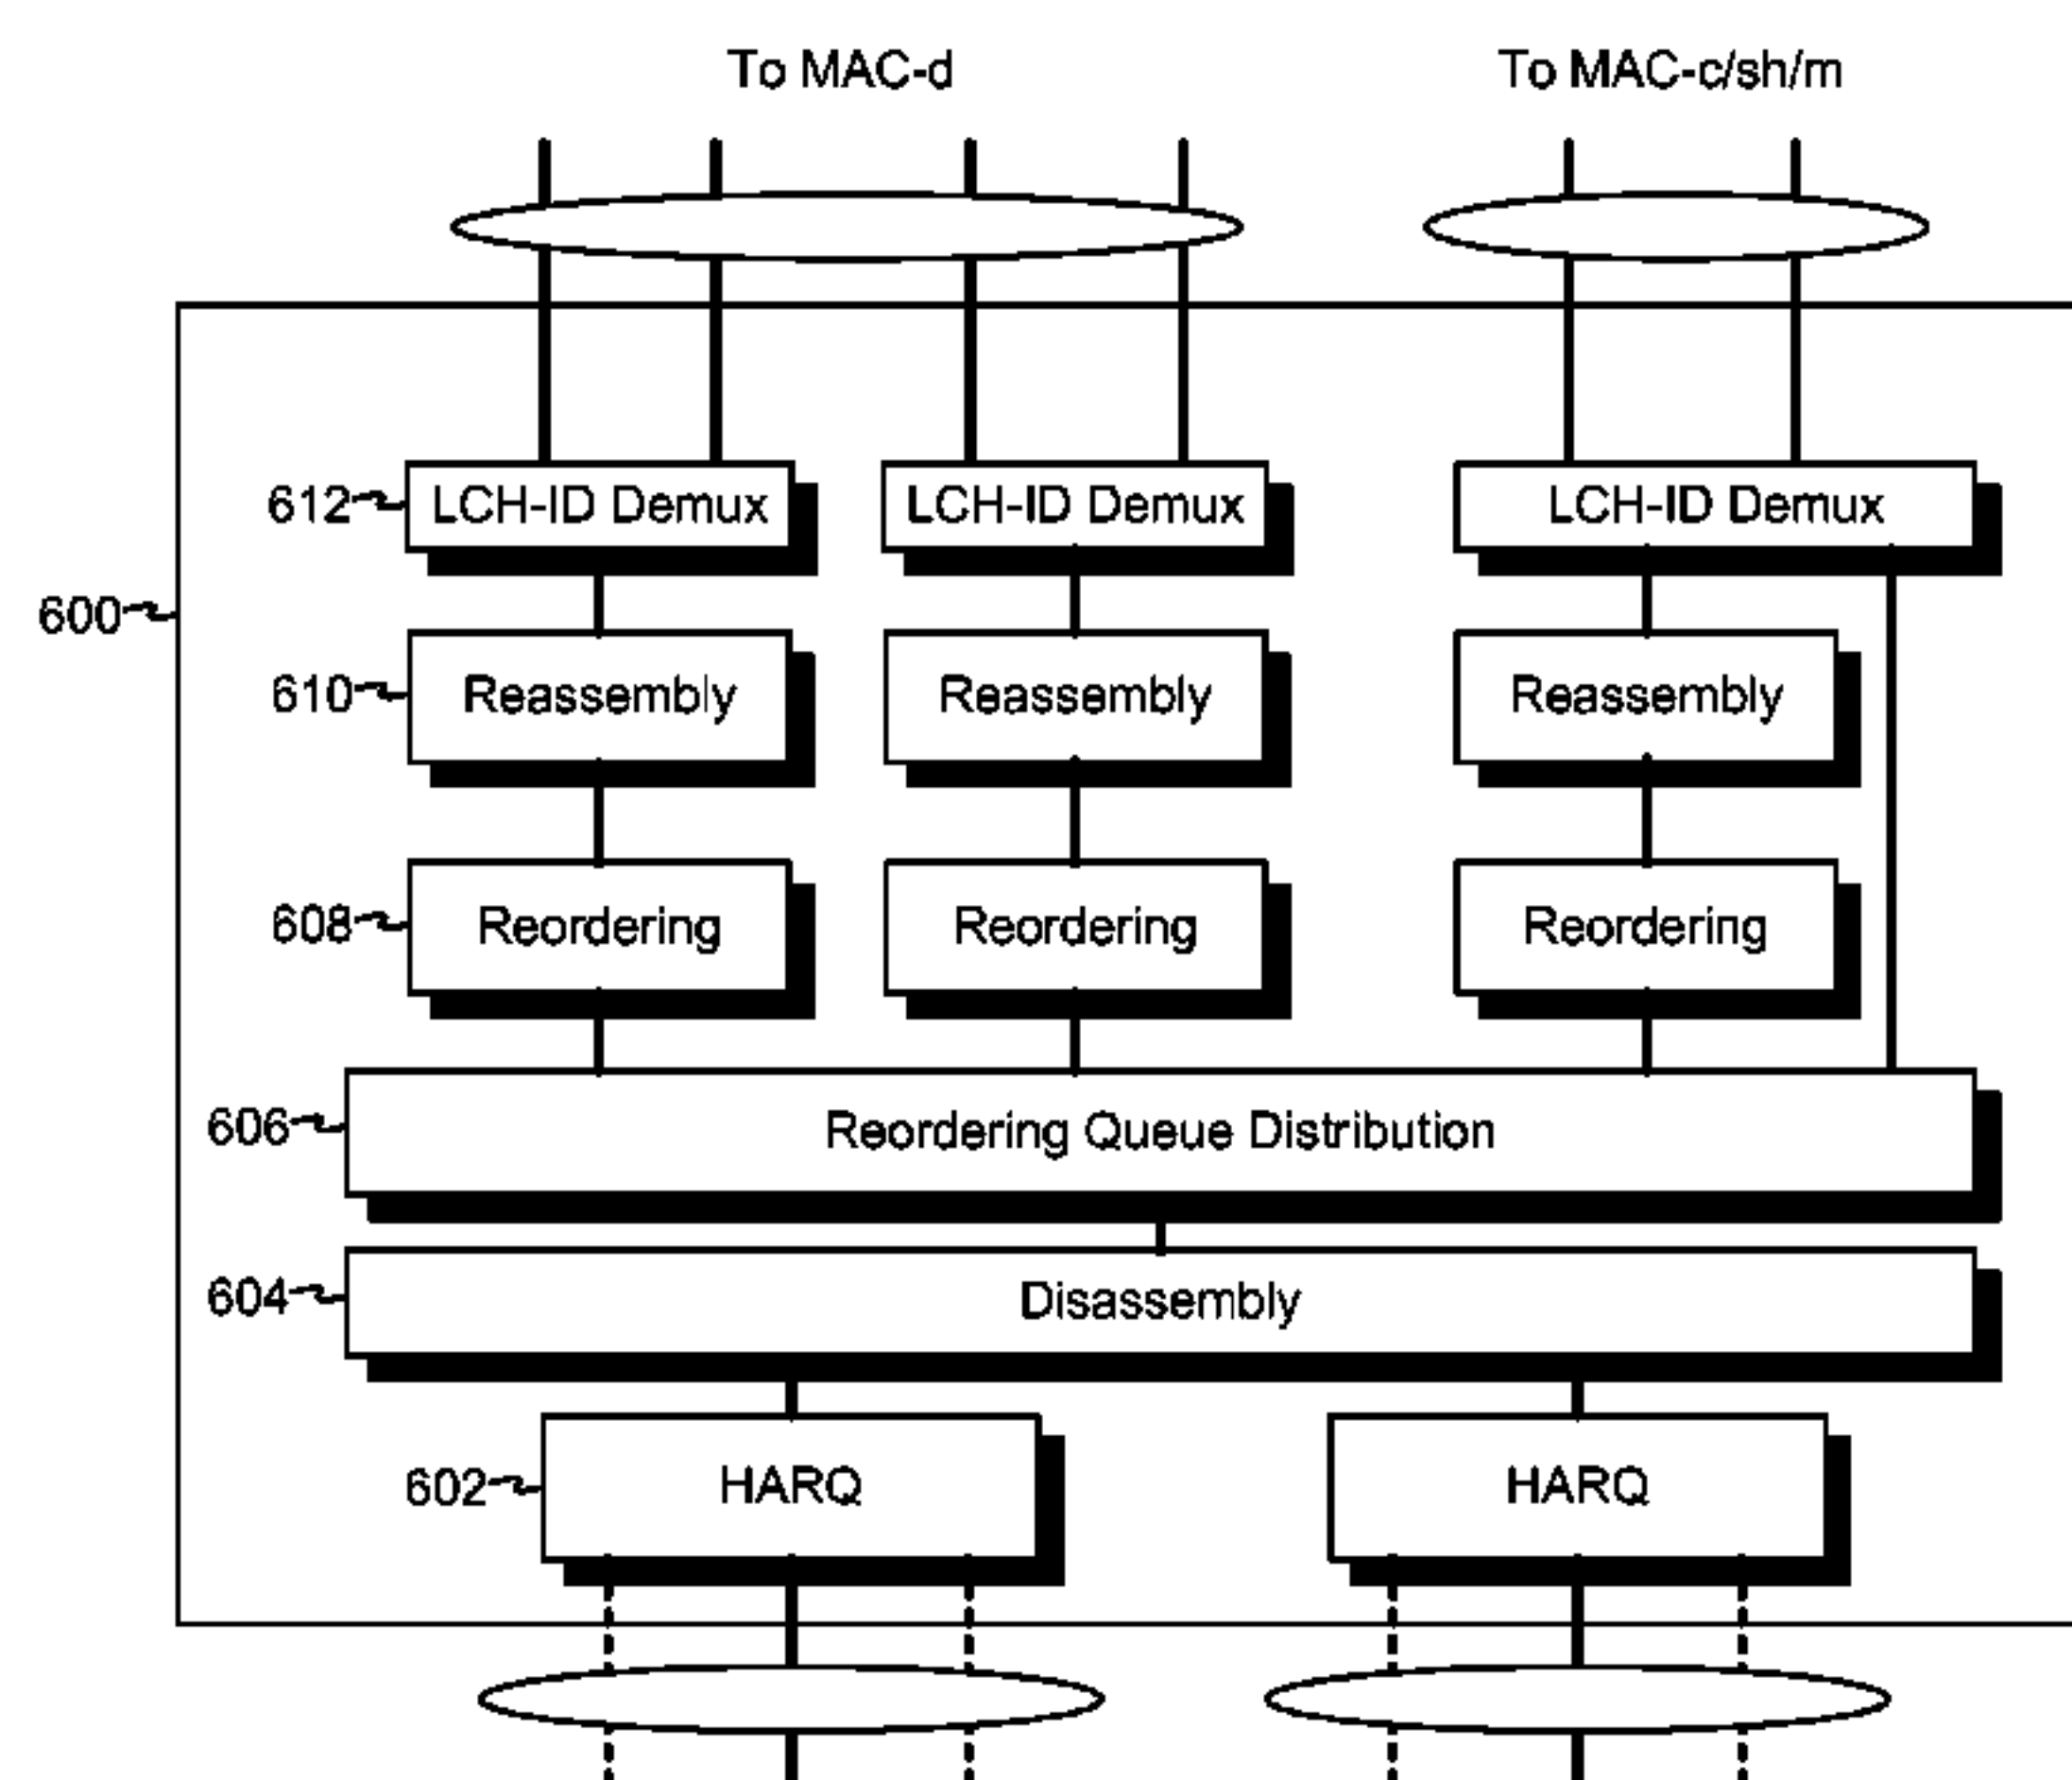 To MAC-d To MAC-c/sh/m
612 LCH-ID Demux LCH-ID Demux LCH-ID Demux
600
610 Reassembly Reassembly Reassembly
608 Reordering Reordering Reordering
606 Reordering Queue Distribution
604 Disassembly
602 HARQ HARQ